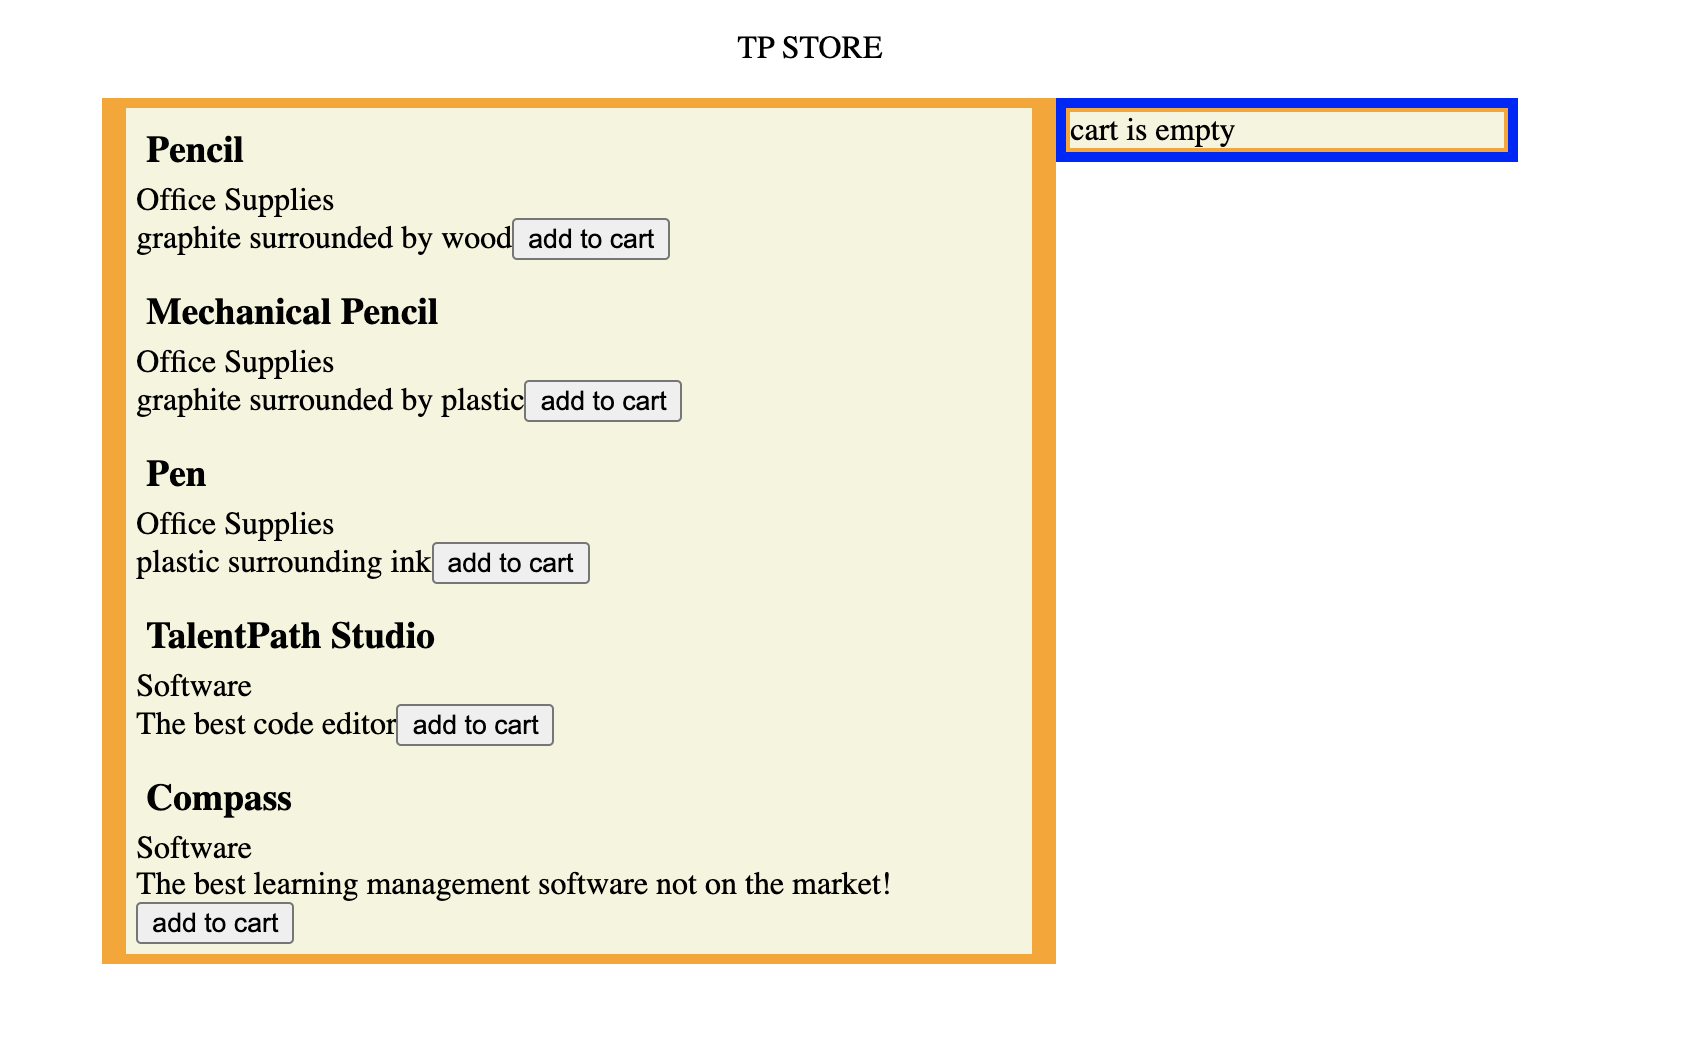 TP STORE
Pencil
Office Supplies
graphite surrounded by wood add to cart
Mechanical Pencil
Office Supplies
graphite surrounded by plastic add to cart
Pen
Office Supplies
plastic surrounding ink add to cart
TalentPath Studio
Software
The best code editor add to cart
Compass
Software
The best learning management software not on the market!
add to cart
cart is empty